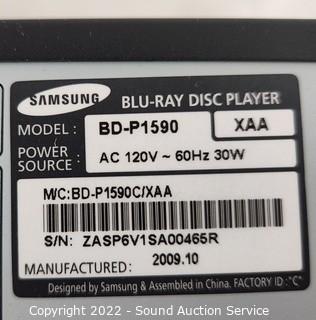 SAMSUNG BLU-RAY DISC PLAYER
MODEL : BD-P1590 XAA
POWER
SOURCE : AC 120V ~ 60Hz 30W
M/C:BD-P1590C/XAA
S/N: ZASP6V1SA00465R
MANUFACTURED: 2009.10
Designed by Samsung & Assembled in China. FACTORY ID :"C"
Copyright 2022 - Sound Auction Service